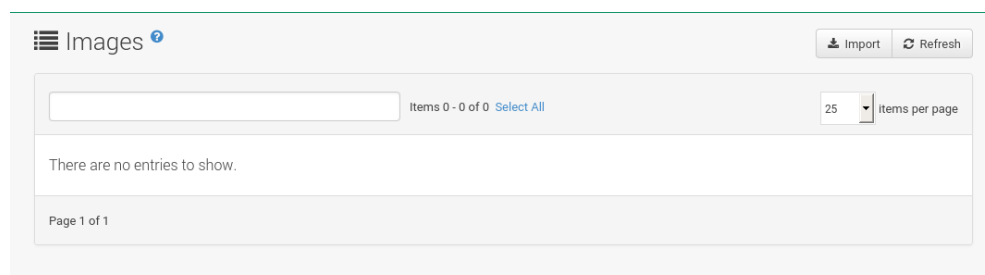 Images ?
Import Refresh
Items 0 - 0 of 0 Select All
25 items per page
There are no entries to show.
Page 1 of 1